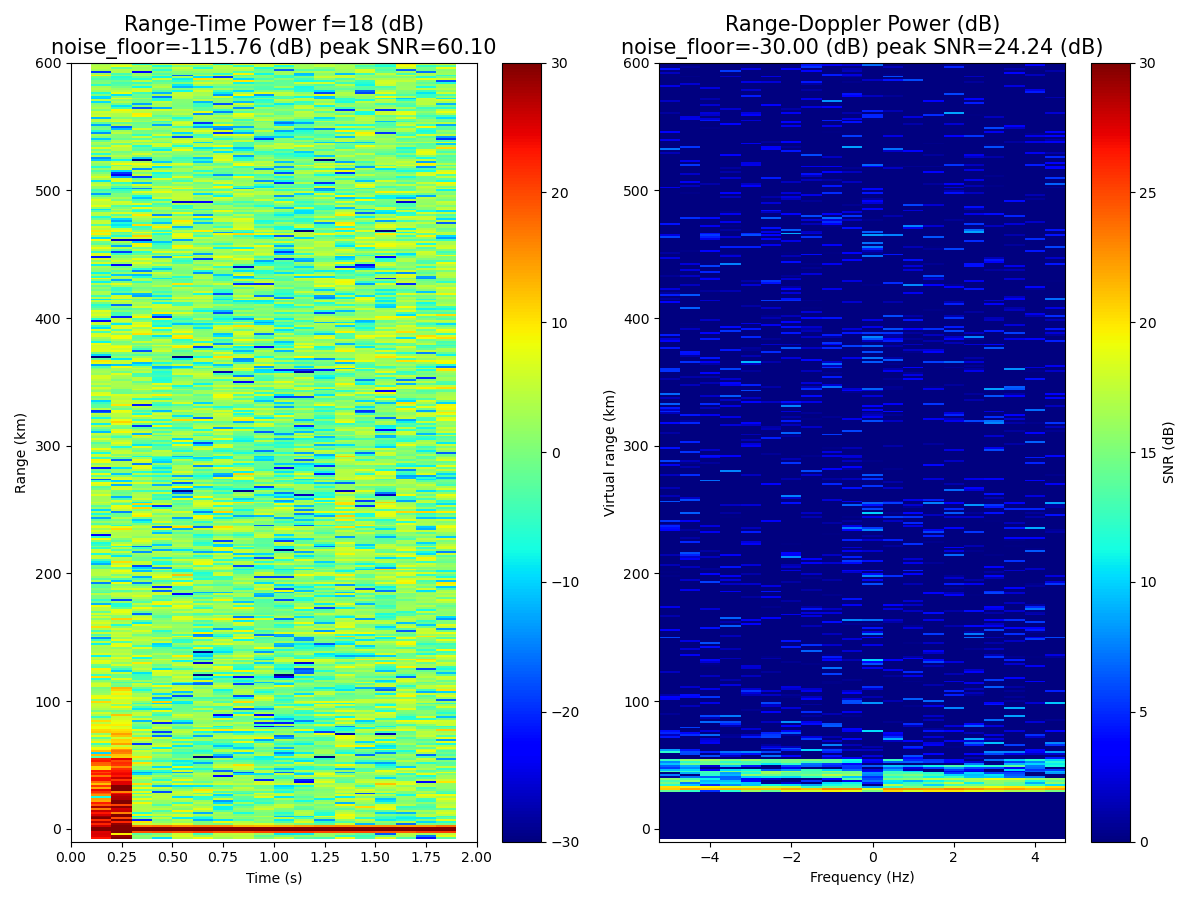 Range-Time Power f=18 (dB)
noise_floor=-115.76 (dB) peak SNR=60.10
Range (km)
600
500
400
300
200
100
0
0.00 0.25 0.50 0.75 1.00 1.25 1.50 1.75 2.00
Time (s)
30
20
10
0
−10
−20
−30
Range-Doppler Power (dB)
noise_floor=-30.00 (dB) peak SNR=24.24 (dB)
Virtual range (km)
600
500
400
300
200
100
0
−4 −2 0 2 4
Frequency (Hz)
30
25
20
15
10
5
0
SNR (dB)